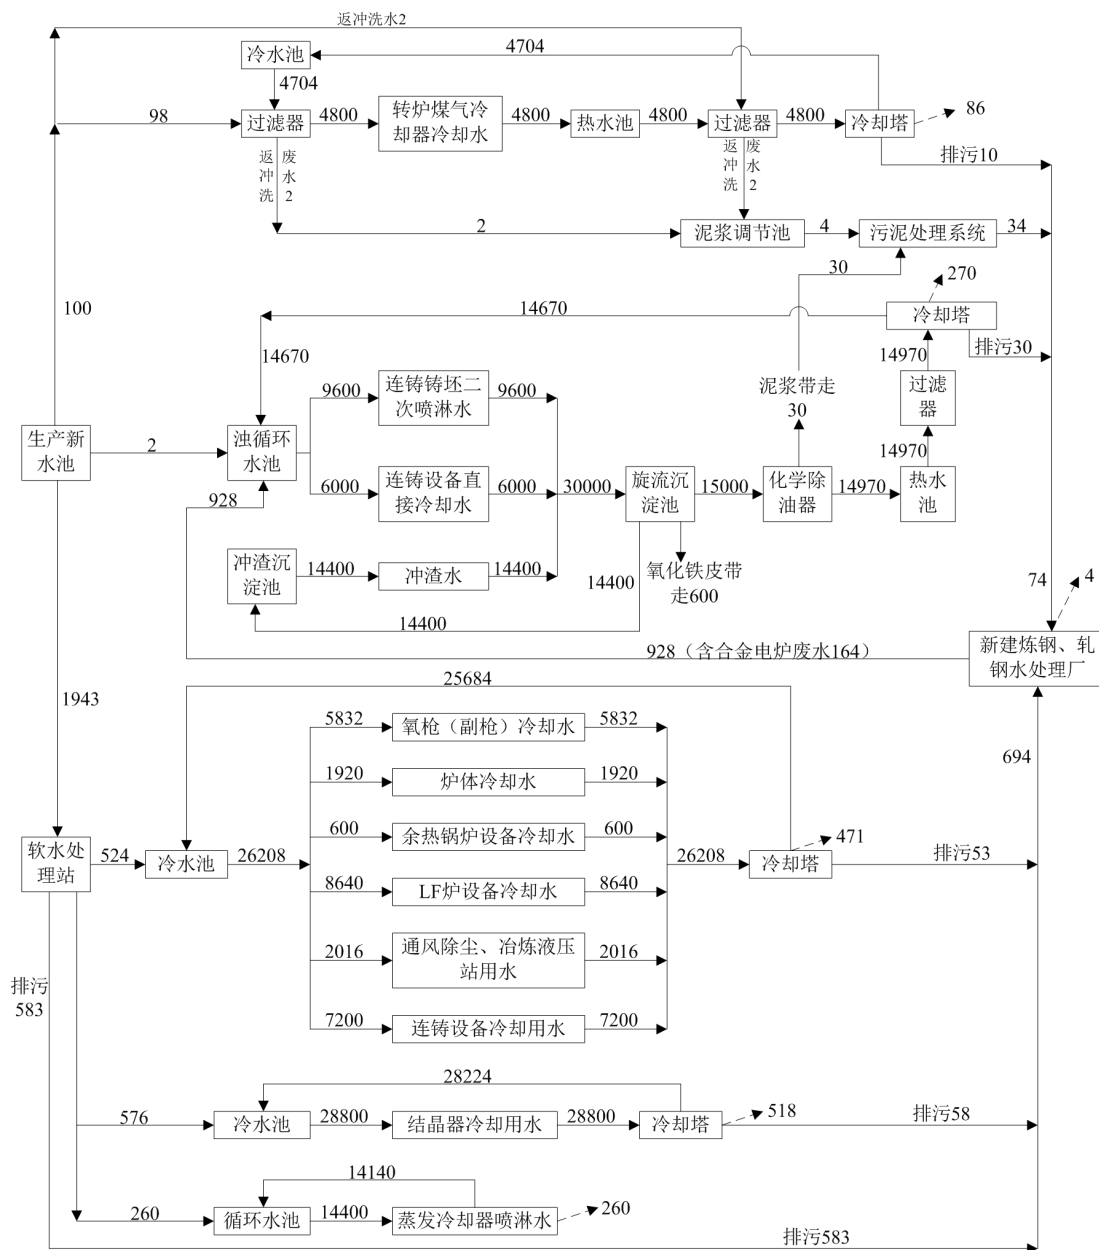 返冲洗水2
冷水池
4704
4704
98
过滤器
4800
转炉煤气冷
却器冷却水
4800
热水池
4800
过滤器
4800
冷却塔
86
排污10
返冲洗
废水2
返冲洗
废水2
2
泥浆调节池
4
污泥处理系统
34
30
270
100
14670
冷却塔
14670
14970
排污30
9600
连铸铸坯二
次喷淋水
9600
泥浆带走
30
过滤
器
生产新
水池
2
浊循环
水池
14970
928
6000
连铸设备直
接冷却水
6000
30000
旋流沉
淀池
15000
化学除
油器
14970
热水
池
冲渣沉
淀池
14400
冲渣水
14400
14400
氧化铁皮带
走600
74
4
14400
928（含合金电炉废水164）
新建炼钢、轧
钢水处理厂
25684
1943
5832
氧枪（副枪）冷却水
5832
694
1920
炉体冷却水
1920
600
余热锅炉设备冷却水
600
471
软水处
理站
524
冷水池
26208
26208
冷却塔
排污53
8640
LF炉设备冷却水
8640
2016
通风除尘、冶炼液压
站用水
2016
排污
583
7200
连铸设备冷却用水
7200
28224
576
冷水池
28800
结晶器冷却用水
28800
冷却塔
518
排污58
14140
260
循环水池
14400
蒸发冷却器喷淋水
260
排污583